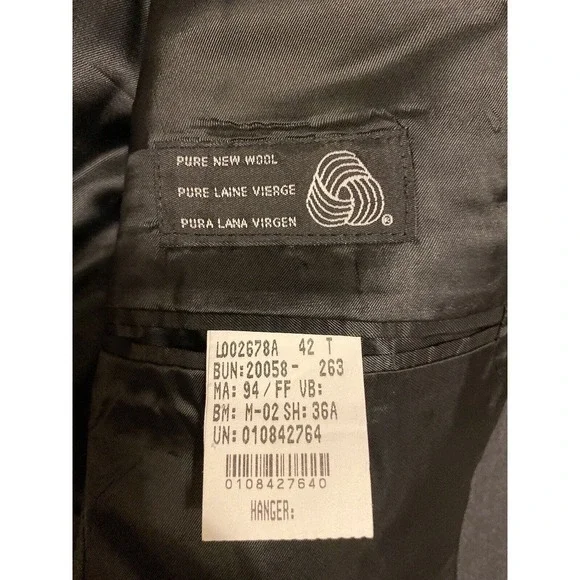 PURE NEW WOOL
PURE LAINE VIERGE
PURA LANA VIRGEN ®
L002678A 42 T
BUN:20058- 263
MA: 94/FF VB:
BM: M-02 SH: 36A
UN: 010842764
0108427640
HANGER: